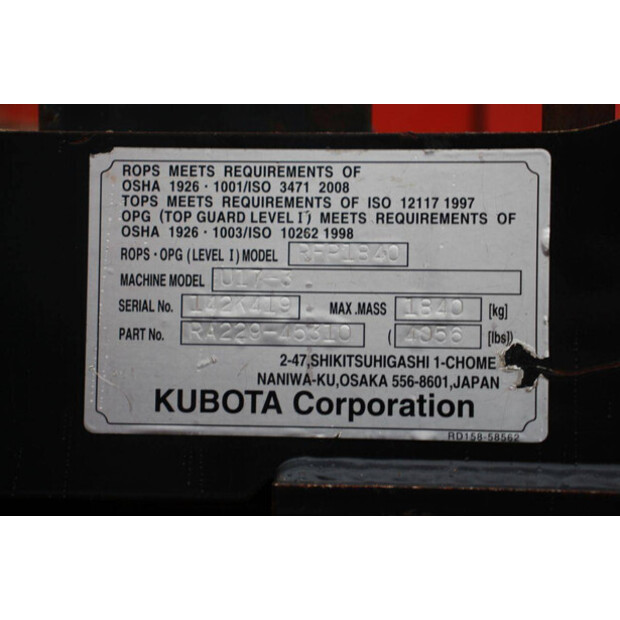 ROPS MEETS REQUIREMENTS OF
OSHA 1926・1001/ISO 3471 2008
TOPS MEETS REQUIREMENTS OF ISO 12117 1997
OPG (TOP GUARD LEVEL I) MEETS REQUIREMENTS OF
OSHA 1926・1003/ISO 10262 1998
ROPS・OPG (LEVEL I) MODEL RFP1840
MACHINE MODEL U17-3
SERIAL No. 142K419 MAX.MASS 1840 [kg]
PART No. RA229-46310 ( 4056 [lbs])
2-47,SHIKITSUHIGASHI 1-CHOME
NANIWA-KU,OSAKA 556-8601,JAPAN
KUBOTA Corporation
RD158-58562